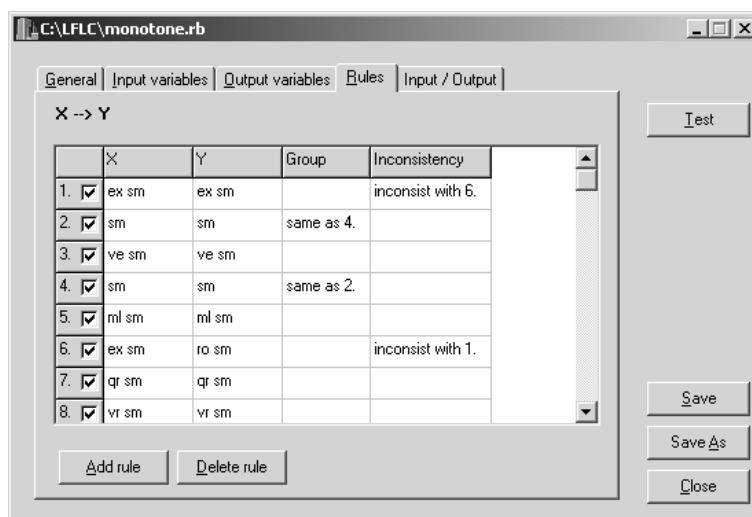 C:\LFLC\monotone.rb
General Input variables Output variables Rules Input / Output
X --> Y
Test
X Y Group Inconsistency
1. ex sm ex sm inconsist with 6.
2. sm sm same as 4.
3. ve sm ve sm
4. sm sm same as 2.
5. ml sm ml sm
6. ex sm ro sm inconsist with 1.
7. qr sm qr sm
8. vr sm vr sm
Save
Save As
Add rule Delete rule
Close